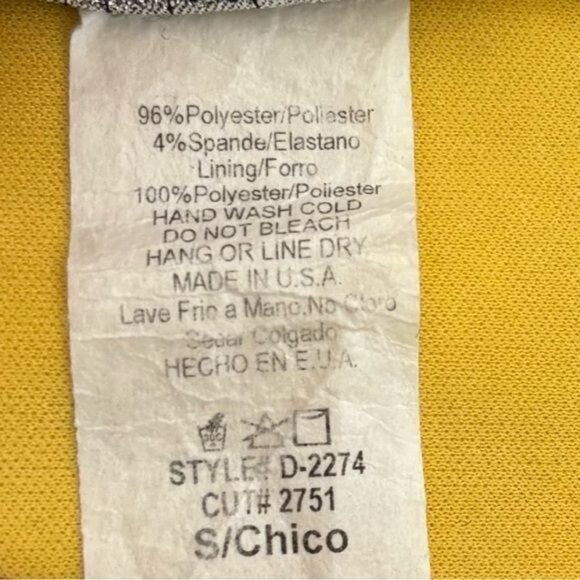 96%Polyester/Poliester
4%Spande/Elastano
Lining/Forro
100%Polyester/Poliester
HAND WASH COLD
DO NOT BLEACH
HANG OR LINE DRY
MADE IN U.S.A.
Lave Frio a Mano.No Cloro
Secar Colgado
HECHO EN E.U.A.
STYLE# D-2274
CUT# 2751
S/Chico